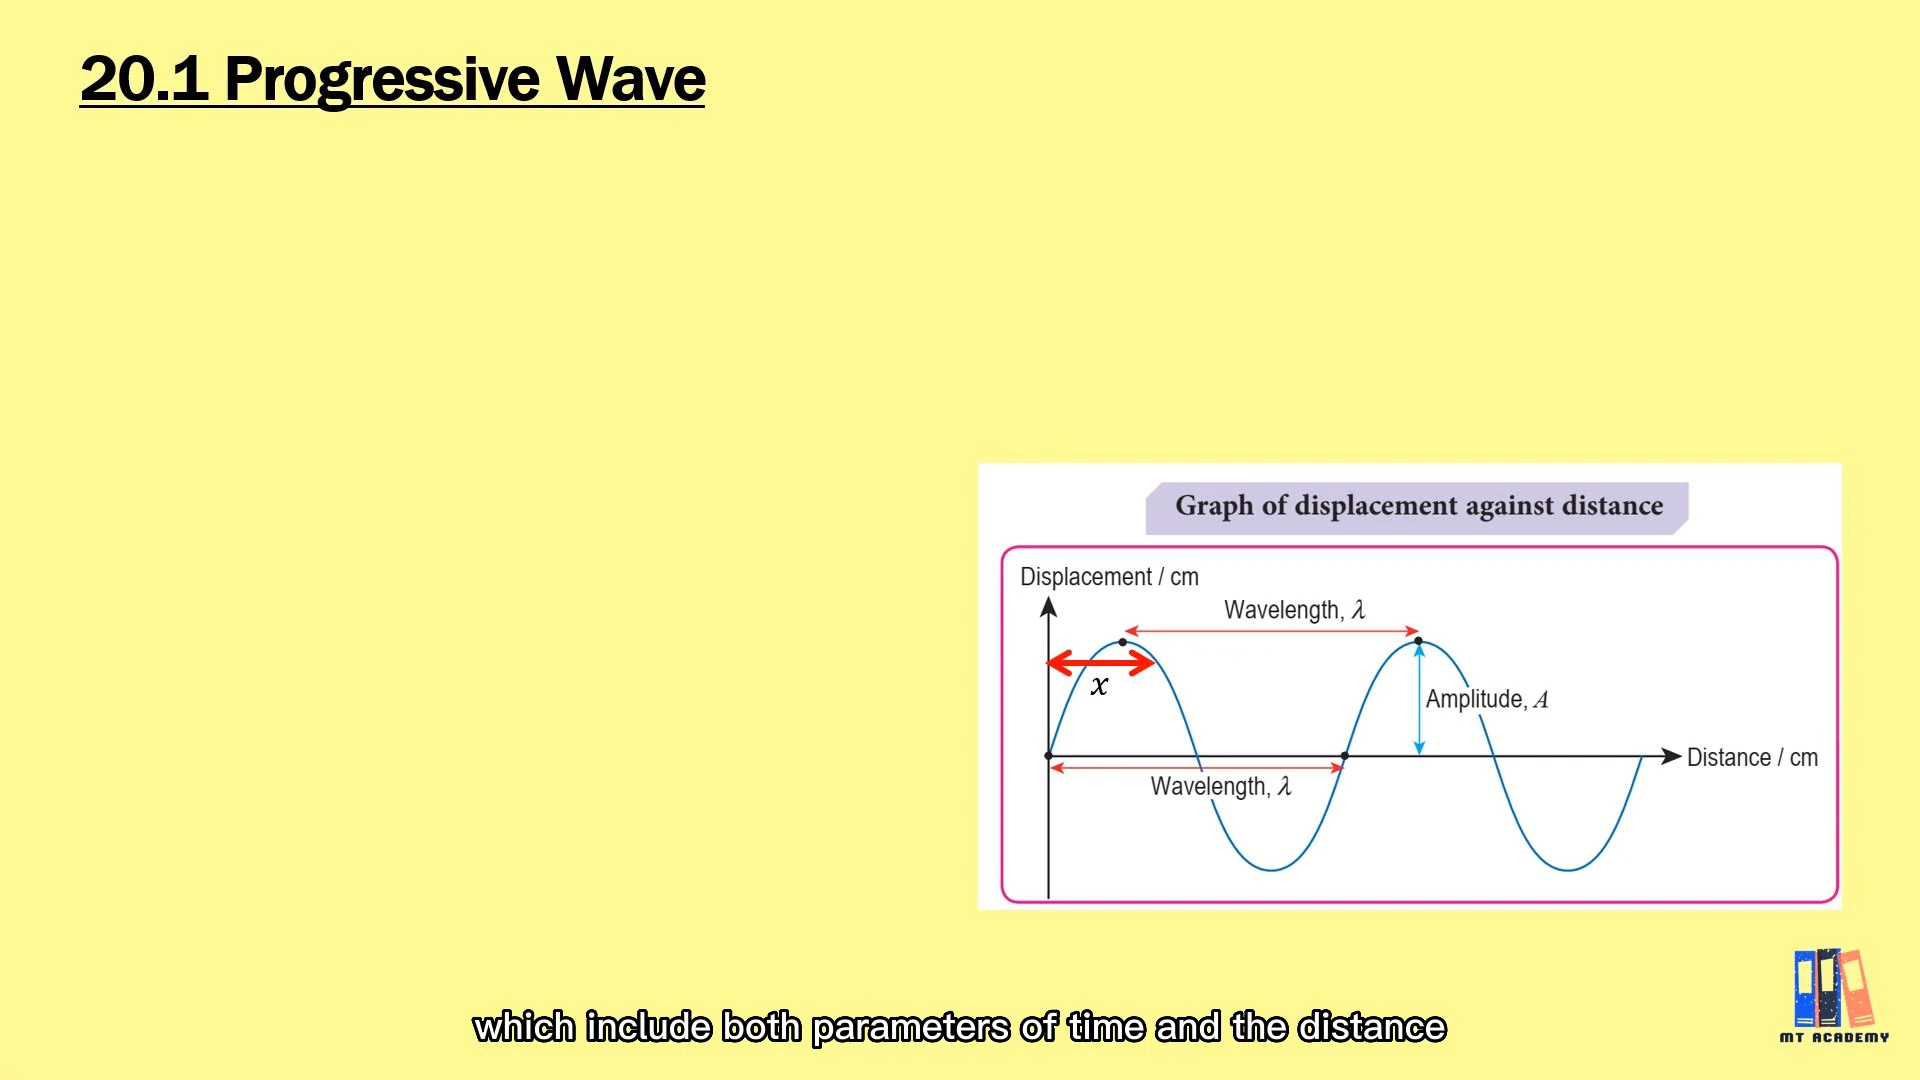 20.1 Progressive Wave
Graph of displacement against distance
Displacement / cm
Wavelength, λ
x
Amplitude, A
Distance / cm
Wavelength, λ
which include both parameters of time and the distance
MT ACADEMY